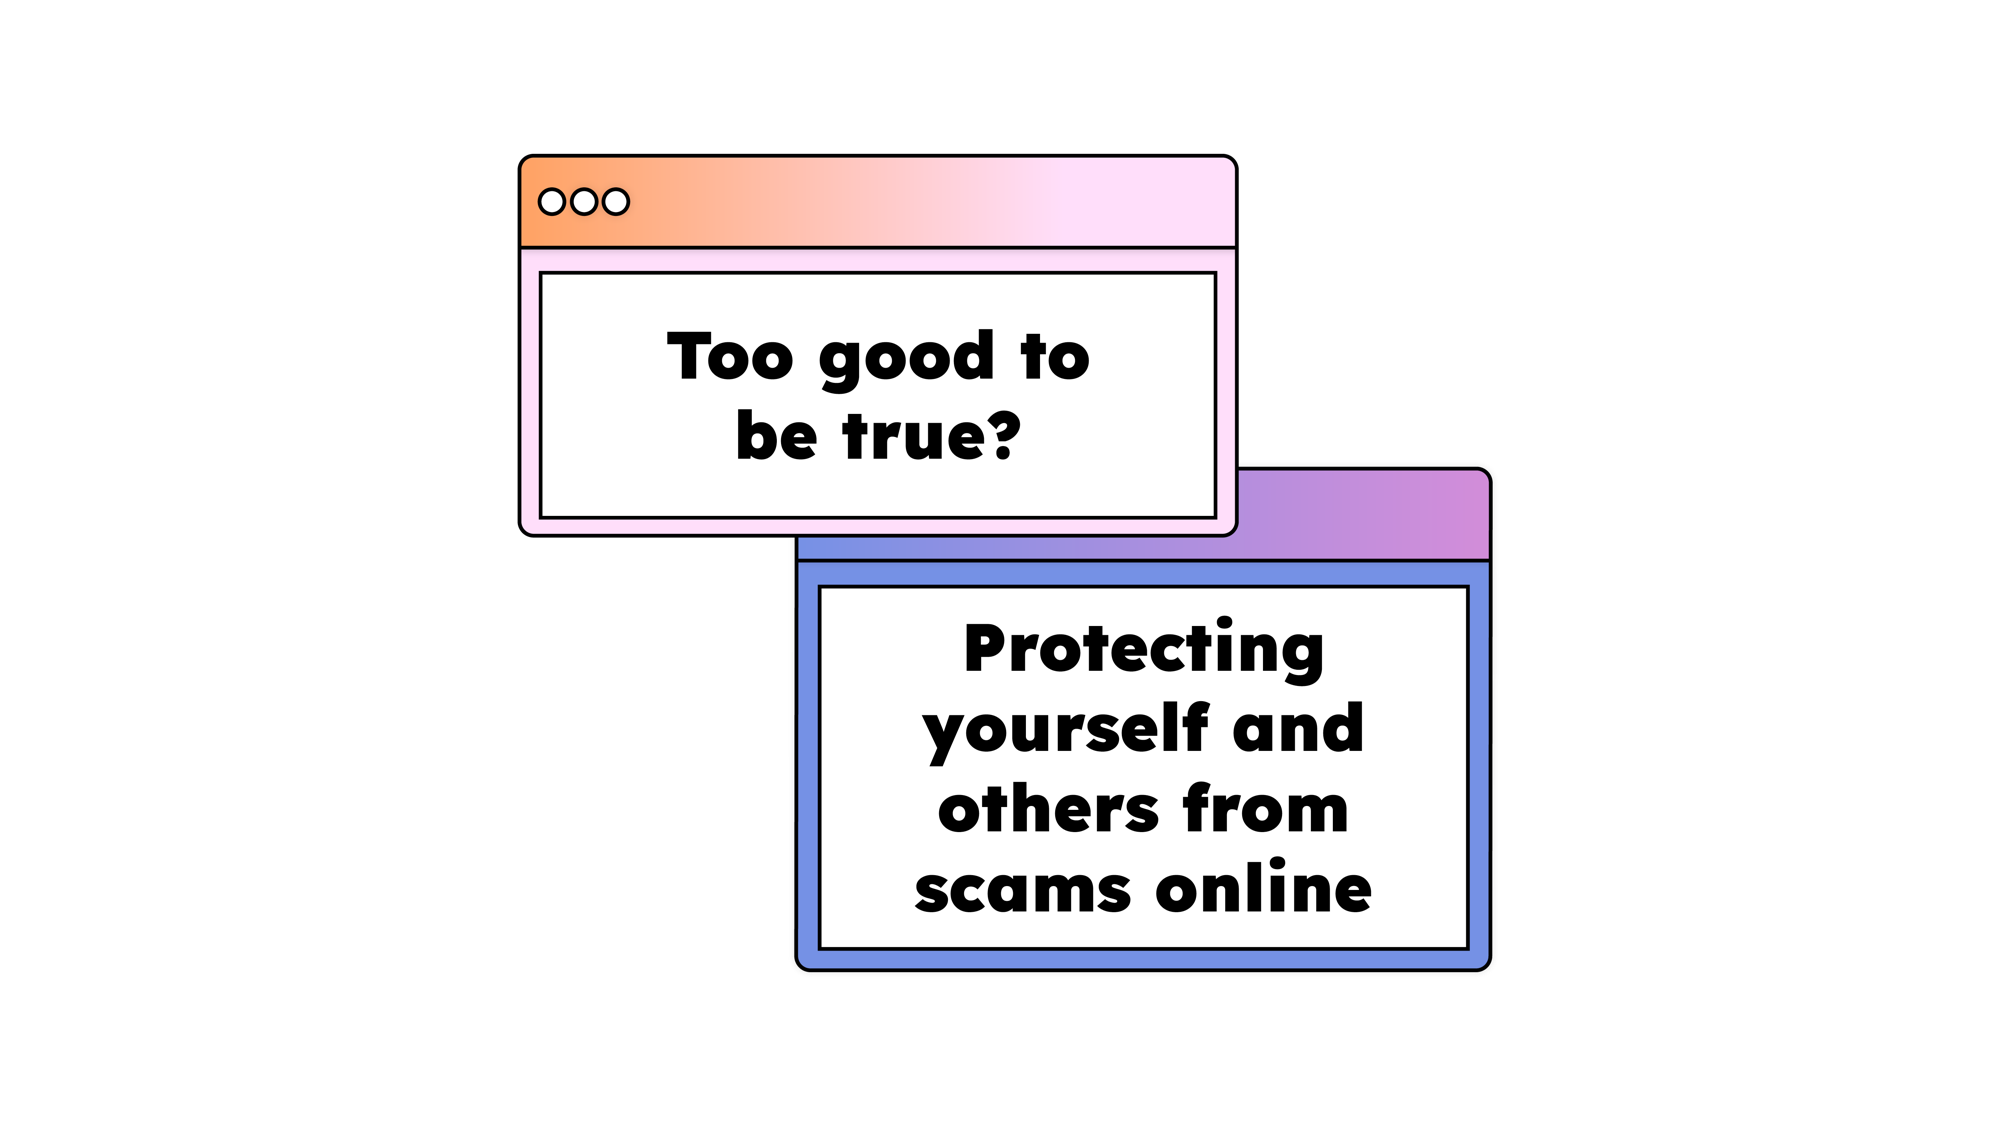 Too good to
be true?
Protecting
yourself and
others from
scams online